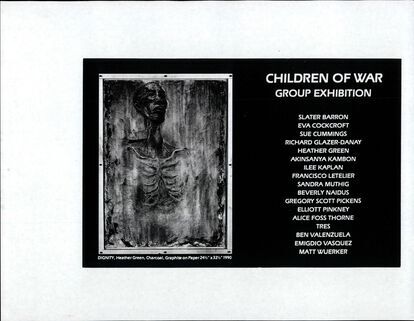 CHILDREN OF WAR
GROUP EXHIBITION
SLATER BARRON
EVA COCKCROFT
SUE CUMMINGS
RICHARD GLAZER-DANAY
HEATHER GREEN
AKINSANYA KAMBON
ILEE KAPLAN
FRANCISCO LETELIER
SANDRA MUTHIG
BEVERLY NAIDUS
GREGORY SCOTT PICKENS
ELLIOTT PINKNEY
ALICE FOSS THORNE
TRES
BEN VALENZUELA
EMIGDIO VASQUEZ
MATT WUERKER
DIGNITY, Heather Green, Charcoal, Graphite on Paper 24½" x 32½" 1990